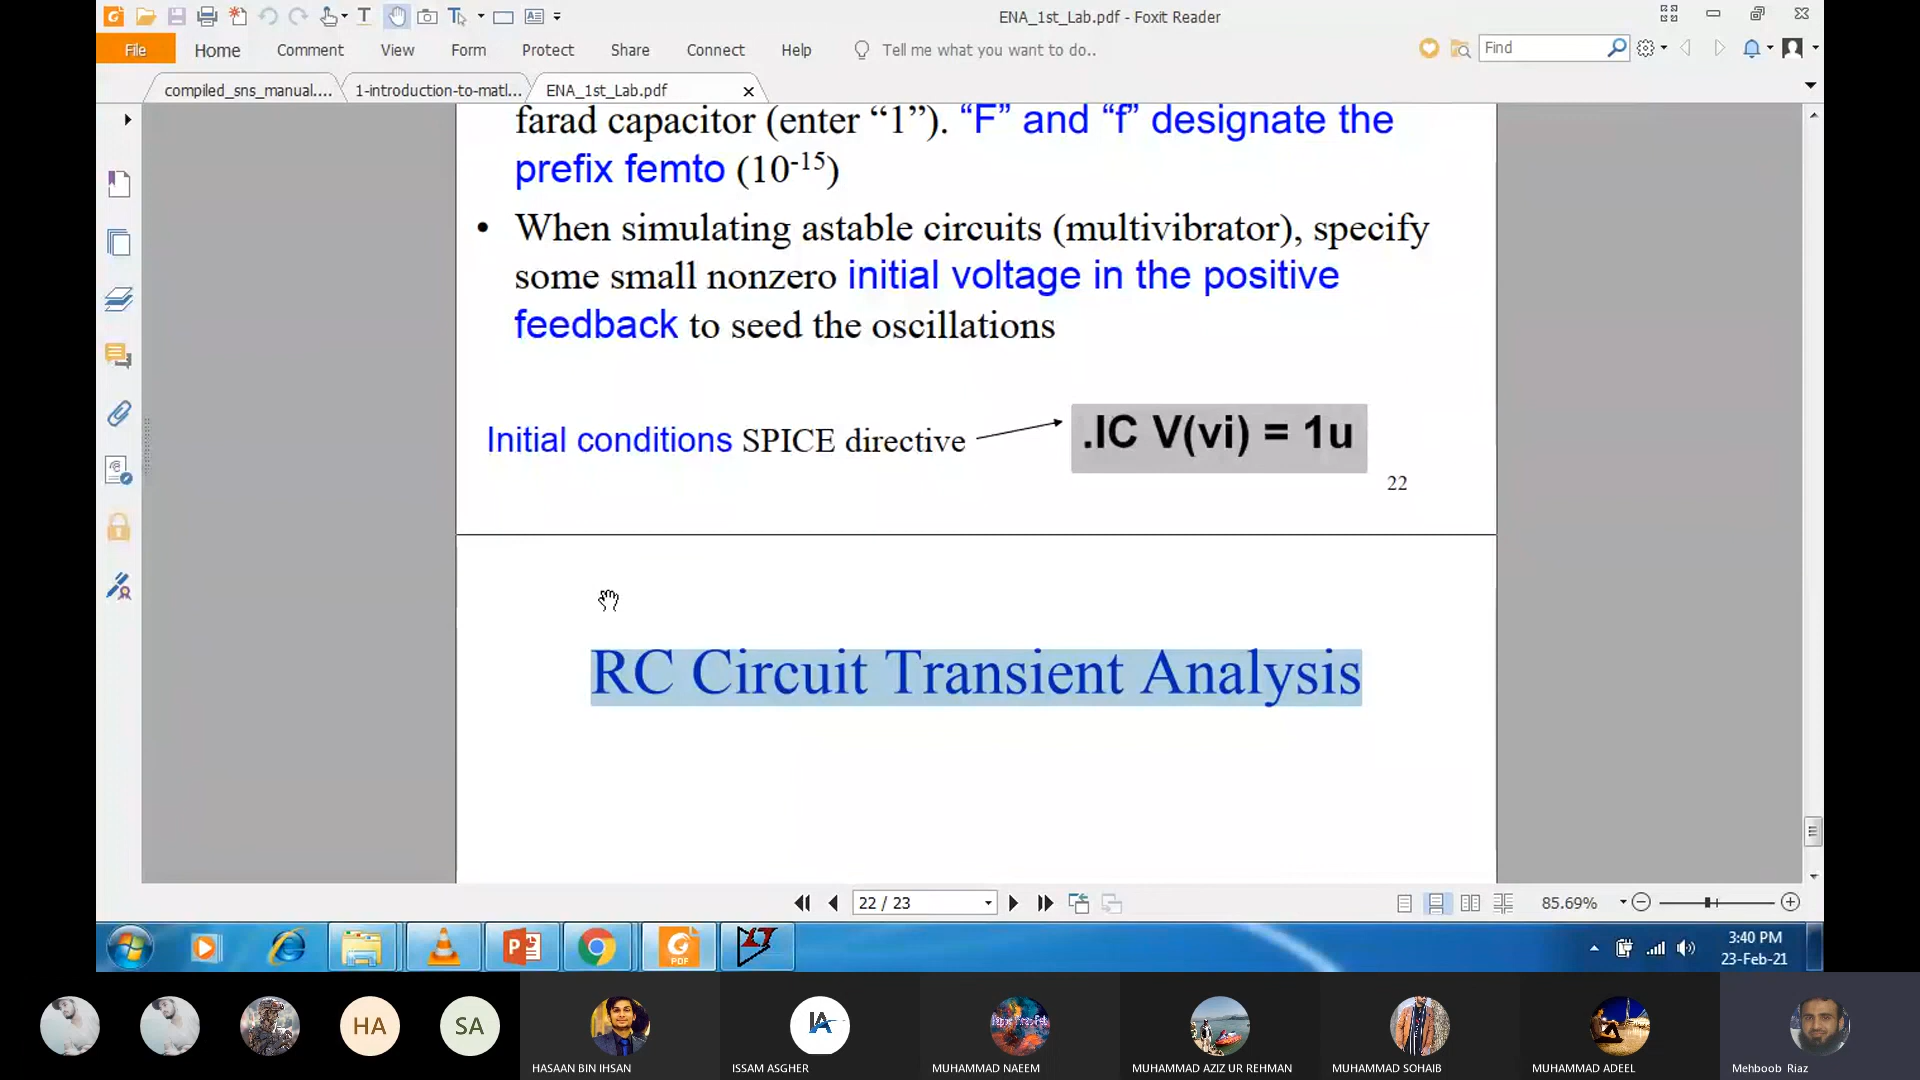 ENA_1st_Lab.pdf - Foxit Reader
File Home Comment View Form Protect Share Connect Help Tell me what you want to do.. Find
compiled_sns_manual.... 1-introduction-to-matl... ENA_1st_Lab.pdf
farad capacitor (enter “1”). “F” and “f” designate the
prefix femto (10-15)
• When simulating astable circuits (multivibrator), specify
some small nonzero initial voltage in the positive
feedback to seed the oscillations
Initial conditions SPICE directive .IC V(vi) = 1u
22
RC Circuit Transient Analysis
22 / 23 85.69%
3:40 PM
23-Feb-21
HA SA IA
HASAAN BIN IHSAN ISSAM ASGHER MUHAMMAD NAEEM MUHAMMAD AZIZ UR REHMAN MUHAMMAD SOHAIB MUHAMMAD ADEEL Mehboob Riaz